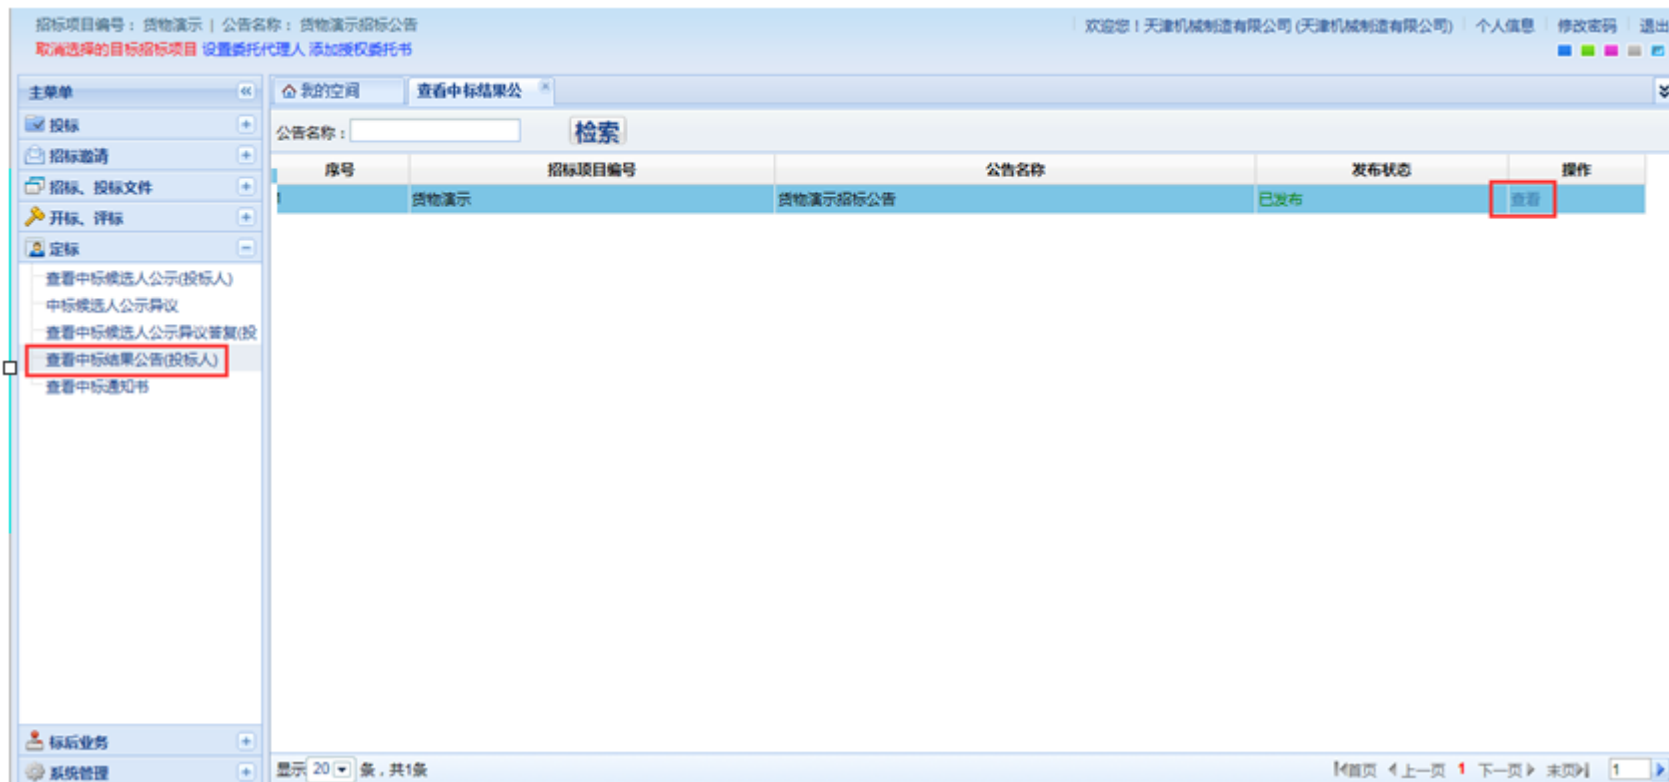 招标项目编号：货物演示 | 公告名称：货物演示招标公告
欢迎您！天津机械制造有限公司 (天津机械制造有限公司) 个人信息 修改密码 退出
取消选择的目标招标项目 设置委托代理人 添加授权委托书
主菜单
投标
招标邀请
招标、投标文件
开标、评标
定标
查看中标候选人公示(投标人)
中标候选人公示异议
查看中标候选人公示异议答复(投
查看中标结果公告(投标人)
查看中标通知书
标后业务
系统管理
我的空间 查看中标结果公
公告名称： 检索
序号 招标项目编号 公告名称 发布状态 操作
1 货物演示 货物演示招标公告 已发布 查看
显示 20 条，共1条
首页 上一页 1 下一页 末页 1